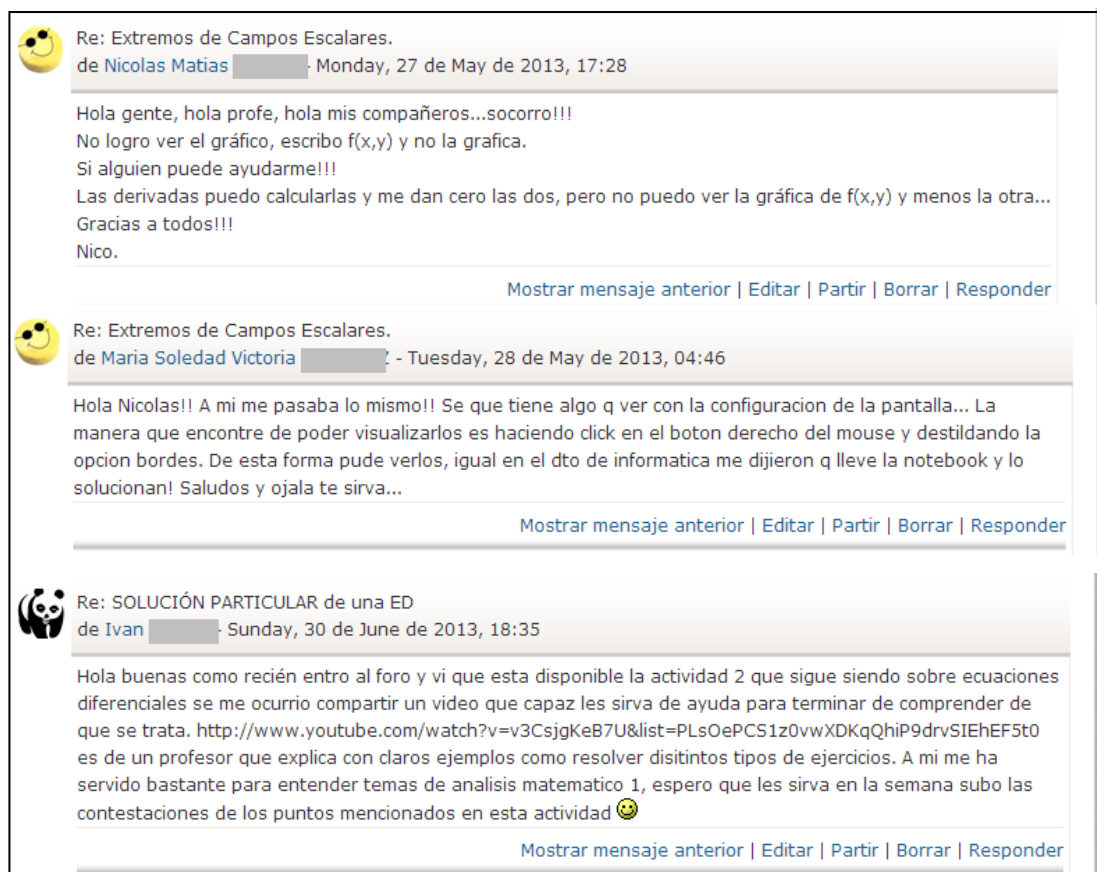 Re: Extremos de Campos Escalares.
de Nicolas Matias - Monday, 27 de May de 2013, 17:28
Hola gente, hola profe, hola mis compañeros...socorro!!!
No logro ver el gráfico, escribo f(x,y) y no la grafica.
Si alguien puede ayudarme!!!
Las derivadas puedo calcularlas y me dan cero las dos, pero no puedo ver la gráfica de f(x,y) y menos la otra...
Gracias a todos!!!
Nico.
Mostrar mensaje anterior | Editar | Partir | Borrar | Responder
Re: Extremos de Campos Escalares.
de Maria Soledad Victoria - Tuesday, 28 de May de 2013, 04:46
Hola Nicolas!! A mi me pasaba lo mismo!! Se que tiene algo q ver con la configuracion de la pantalla... La
manera que encontre de poder visualizarlos es haciendo click en el boton derecho del mouse y destildando la
opcion bordes. De esta forma pude verlos, igual en el dto de informatica me dijeron q lleve la notebook y lo
solucionan! Saludos y ojala te sirva...
Mostrar mensaje anterior | Editar | Partir | Borrar | Responder
Re: SOLUCIÓN PARTICULAR de una ED
de Ivan - Sunday, 30 de June de 2013, 18:35
Hola buenas como recién entro al foro y vi que esta disponible la actividad 2 que sigue siendo sobre ecuaciones
diferenciales se me ocurrio compartir un video que capaz les sirva de ayuda para terminar de comprender de
que se trata. http://www.youtube.com/watch?v=v3CsjgKeB7U&list=PLsOePCS1z0vwXDKqQhiP9drvSIEhEF5t0
es de un profesor que explica con claros ejemplos como resolver disitintos tipos de ejercicios. A mi me ha
servido bastante para entender temas de analisis matematico 1, espero que les sirva en la semana subo las
contestaciones de los puntos mencionados en esta actividad
Mostrar mensaje anterior | Editar | Partir | Borrar | Responder